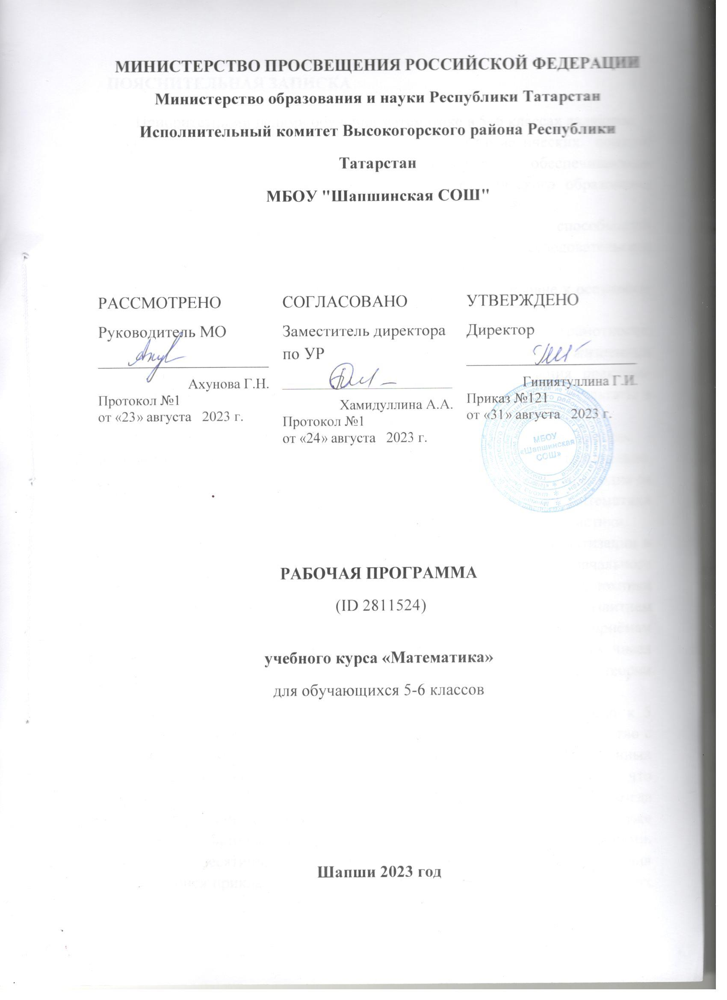 МИНИСТЕРСТВО ПРОСВЕЩЕНИЯ РОССИЙСКОЙ ФЕДЕРАЦИИ
Министерство образования и науки Республики Татарстан
Исполнительный комитет Высокогорского района Республики
Татарстан
МБОУ "Шапшинская СОШ"
РАССМОТРЕНО
Руководитель МО
Ахунова Г.Н.
Протокол №1
от «23» августа 2023 г.
СОГЛАСОВАНО
Заместитель директора
по УР
Хамидуллина А.А.
Протокол №1
от «24» августа 2023 г.
УТВЕРЖДЕНО
Директор
Гиниятуллина Г.И.
Приказ №121
от «31» августа 2023 г.
МБОУ
«Шапшинская
СОШ»
РАБОЧАЯ ПРОГРАММА
(ID 2811524)
учебного курса «Математика»
для обучающихся 5-6 классов
Шапши 2023 год